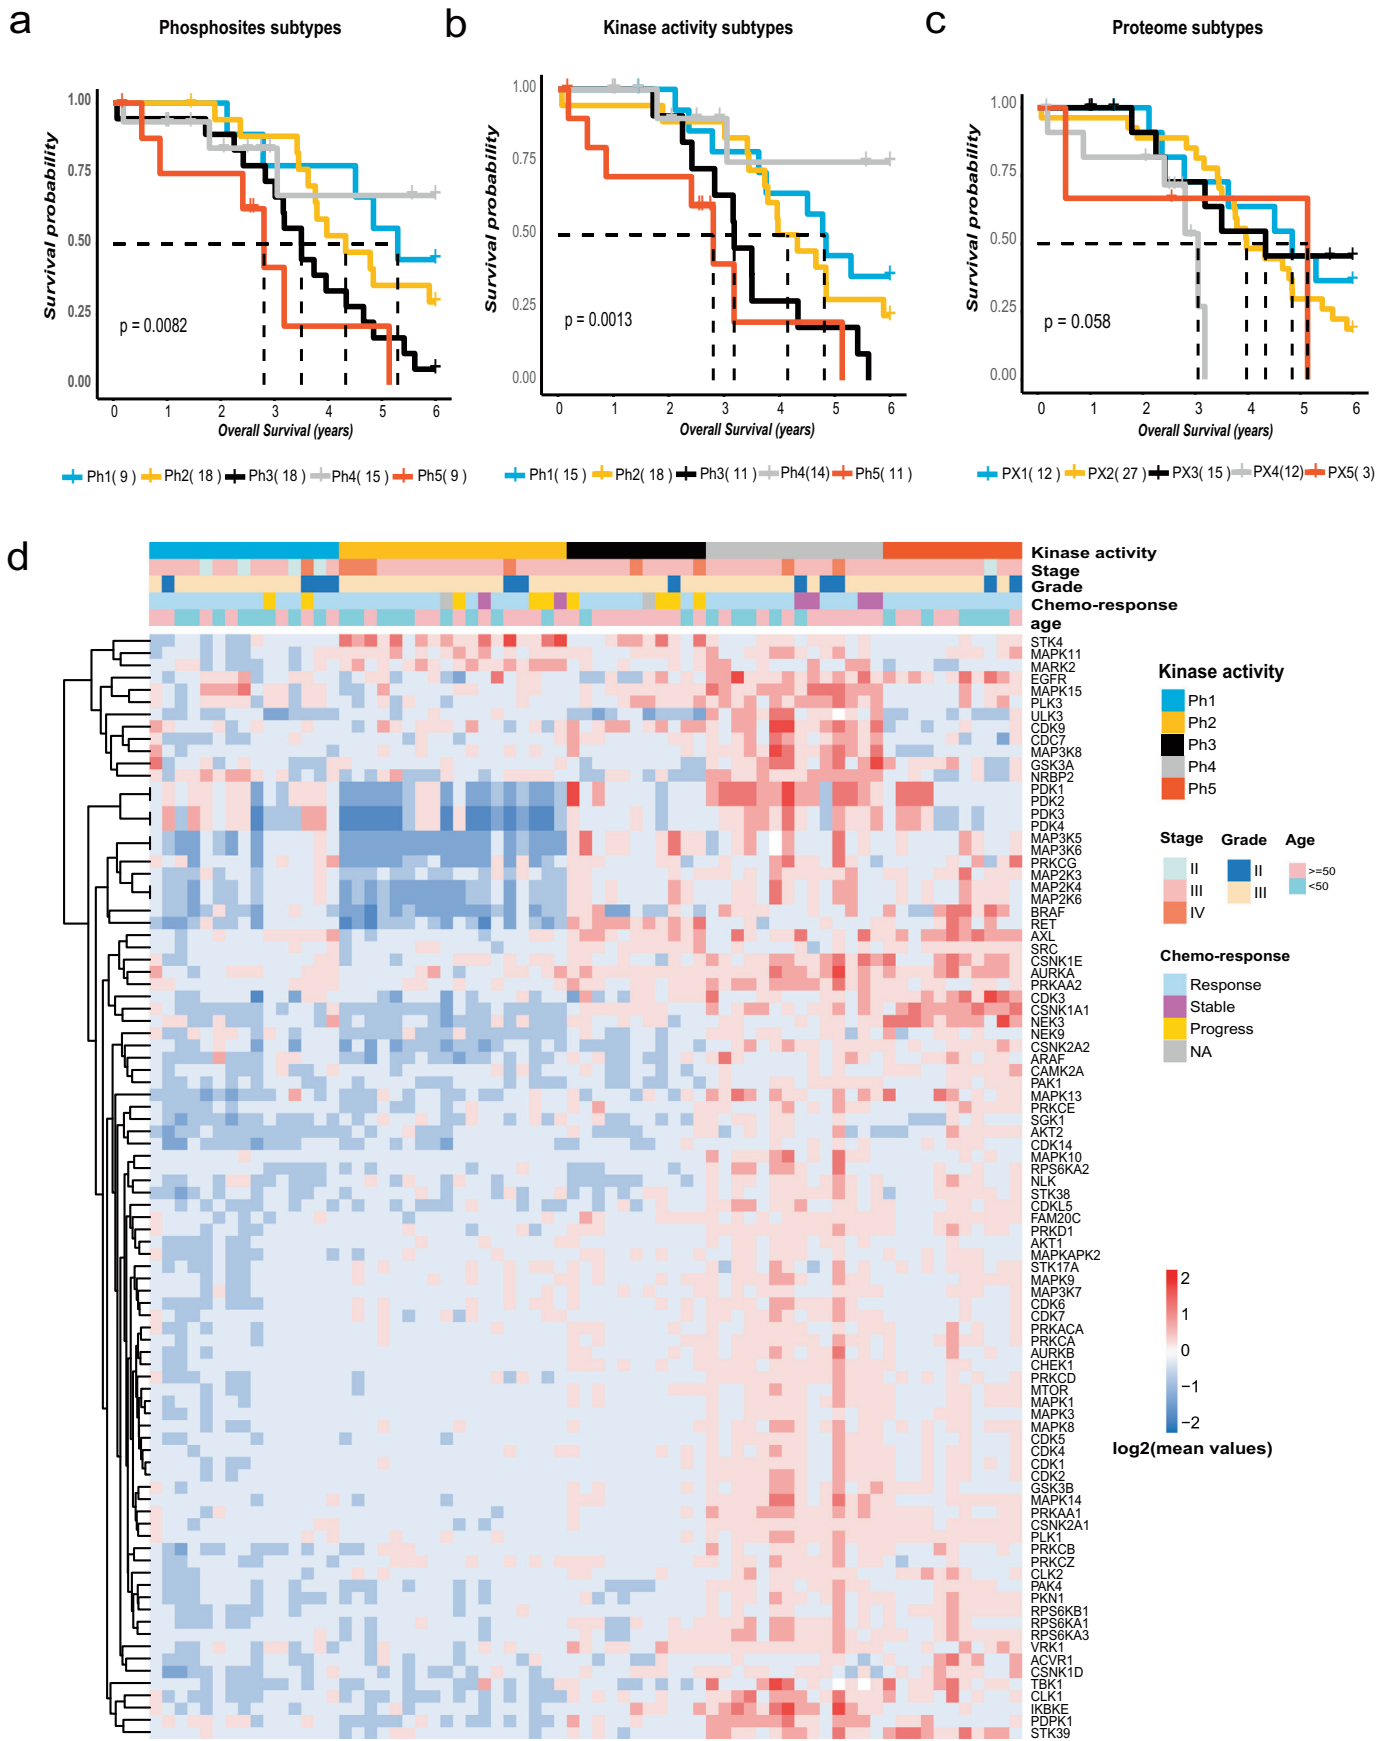 a
Phosphosites subtypes
Survival probability
1.00
0.75
0.50
0.25
0.00
p = 0.0082
0 1 2 3 4 5 6
Overall Survival (years)
Ph1( 9 ) Ph2( 18 ) Ph3( 18 ) Ph4( 15 ) Ph5( 9 )
b
Kinase activity subtypes
Survival probability
1.00
0.75
0.50
0.25
0.00
p = 0.0013
0 1 2 3 4 5 6
Overall Survival (years)
Ph1( 15 ) Ph2( 18 ) Ph3( 11 ) Ph4(14) Ph5( 11 )
c
Proteome subtypes
Survival probability
1.00
0.75
0.50
0.25
0.00
p = 0.058
0 1 2 3 4 5 6
Overall Survival (years)
PX1( 12 ) PX2( 27) PX3( 15 ) PX4(12) PX5( 3)
d
Kinase activity
Stage
Grade
Chemo-response
age
STK4
MAPK11
MARK2
EGFR
MAPK15
PLK3
ULK3
CDK9
CDC7
MAP3K8
GSK3A
NRBP2
PDK1
PDK2
PDK3
PDK4
MAP3K5
MAP3K6
PRKCG
MAP2K3
MAP2K4
MAP2K6
BRAF
RET
AXL
SRC
CSNK1E
AURKA
PRKAA2
CDK3
CSNK1A1
NEK3
NEK9
CSNK2A2
ARAF
CAMK2A
PAK1
MAPK13
PRKCE
SGK1
AKT2
CDK14
MAPK10
RPS6KA2
NLK
STK38
CDKL5
FAM20C
PRKD1
AKT1
MAPKAPK2
STK17A
MAPK9
MAP3K7
CDK6
CDK7
PRKACA
PRKCA
AURKB
CHEK1
PRKCD
MTOR
MAPK1
MAPK3
MAPK8
CDK5
CDK4
CDK1
CDK2
GSK3B
MAPK14
PRKAA1
CSNK2A1
PLK1
PRKCB
PRKCZ
CLK2
PAK4
PKN1
RPS6KB1
RPS6KA1
RPS6KA3
VRK1
ACVR1
CSNK1D
TBK1
CLK1
IKBKE
PDPK1
STK39
Kinase activity
Ph1
Ph2
Ph3
Ph4
Ph5
Stage
II
III
IV
Grade
II
III
Age
>=50
<50
Chemo-response
Response
Stable
Progress
NA
2
1
0
−1
−2
log2(mean values)